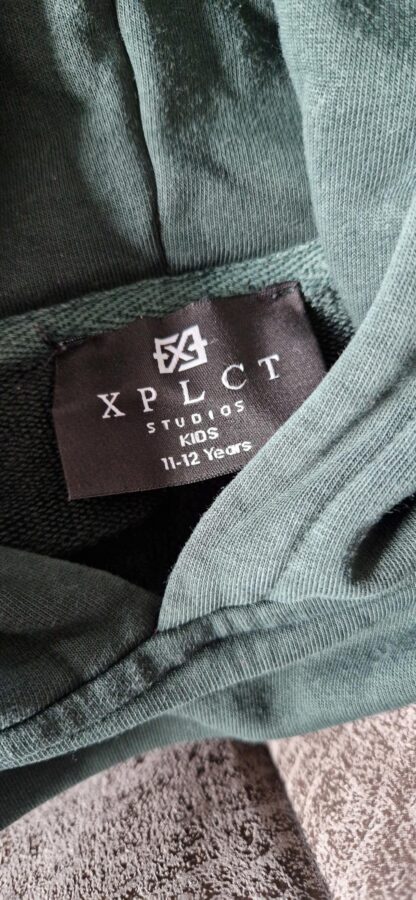 XPLCT
STUDIOS
KIDS
11-12 Years